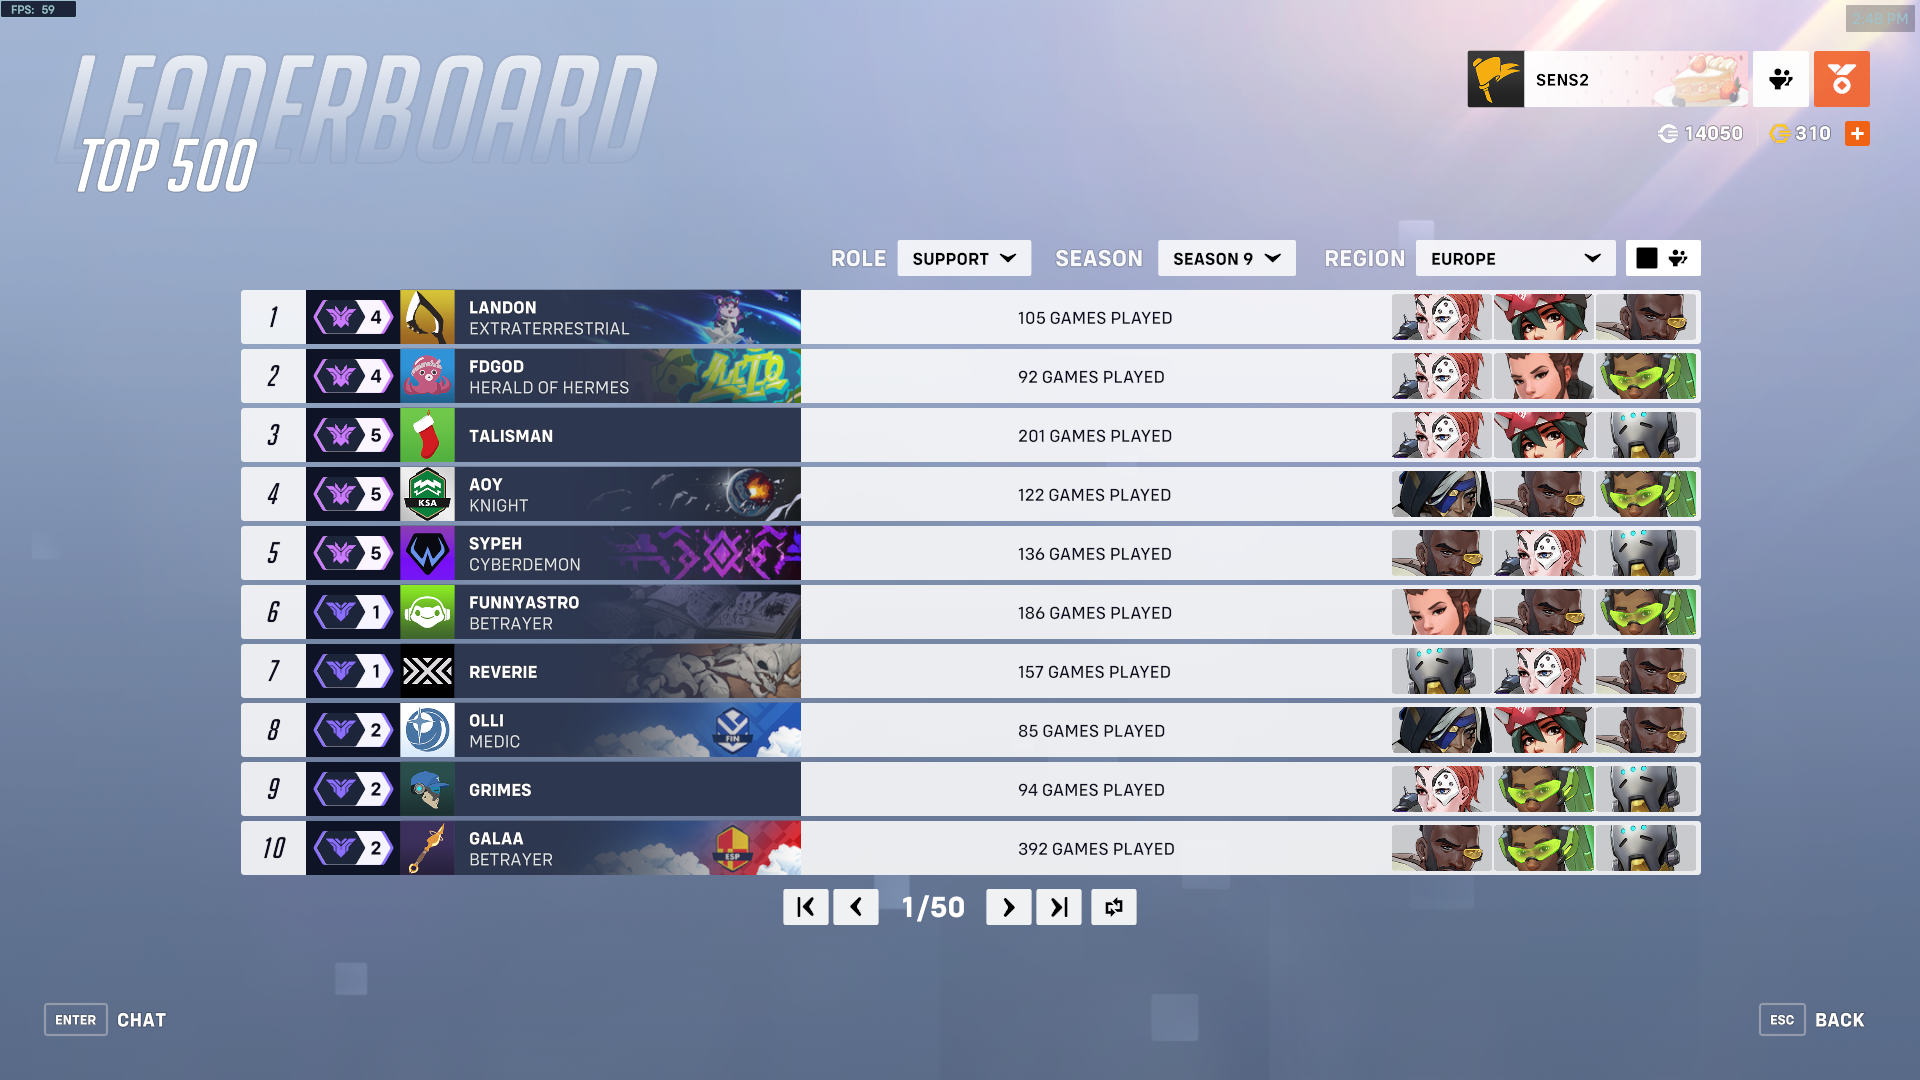 FPS: 59
2:48 PM
LEADERBOARD
TOP 500
SENS2
14050
310
ROLE
SUPPORT
SEASON
SEASON 9
REGION
EUROPE
1
4
LANDON
EXTRATERRESTRIAL
105 GAMES PLAYED
2
4
FDGOD
HERALD OF HERMES
92 GAMES PLAYED
3
5
TALISMAN
201 GAMES PLAYED
4
5
KSA
AOY
KNIGHT
122 GAMES PLAYED
5
5
SYPEH
CYBERDEMON
136 GAMES PLAYED
6
1
FUNNYASTRO
BETRAYER
186 GAMES PLAYED
7
1
REVERIE
157 GAMES PLAYED
8
2
OLLI
MEDIC
FIN
85 GAMES PLAYED
9
2
GRIMES
94 GAMES PLAYED
10
2
GALAA
BETRAYER
ESP
392 GAMES PLAYED
1/50
ENTER
CHAT
ESC
BACK